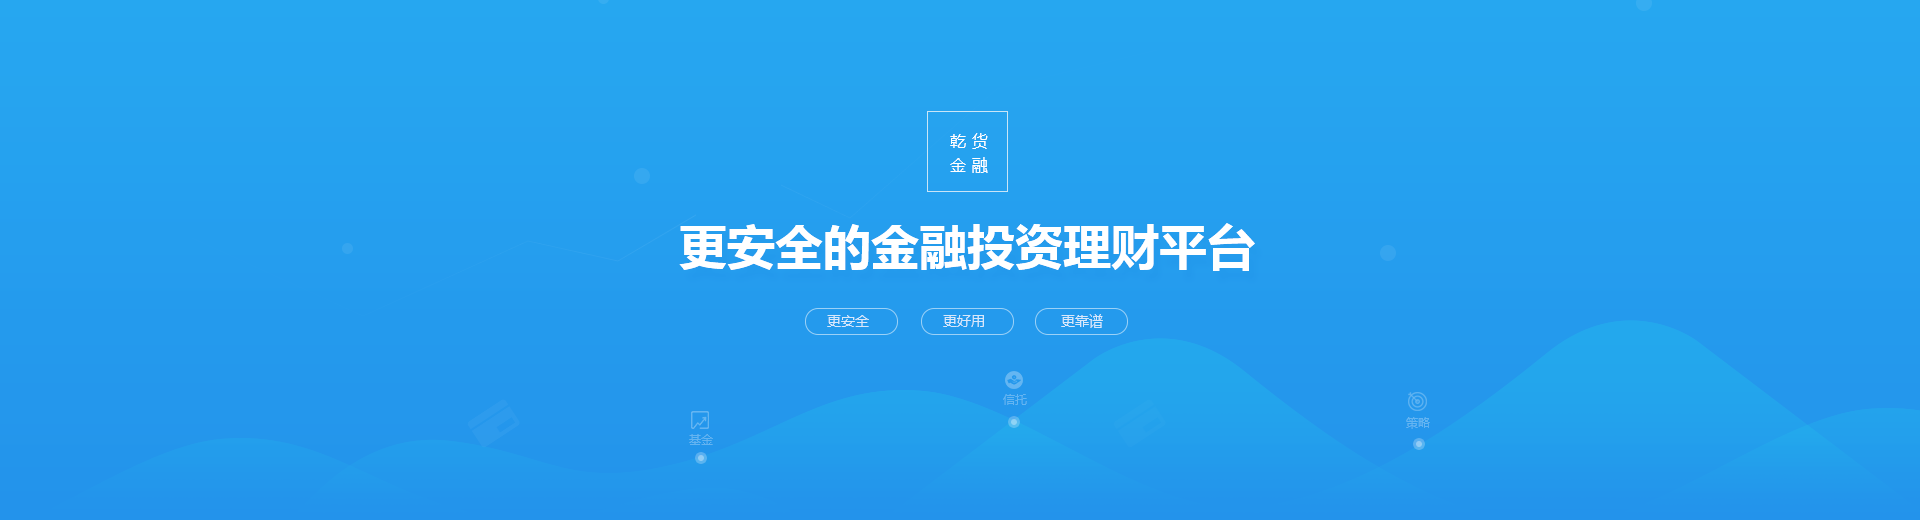 乾货
金融
更安全的金融投资理财平台
更安全 更好用 更靠谱
信托
策略
基金